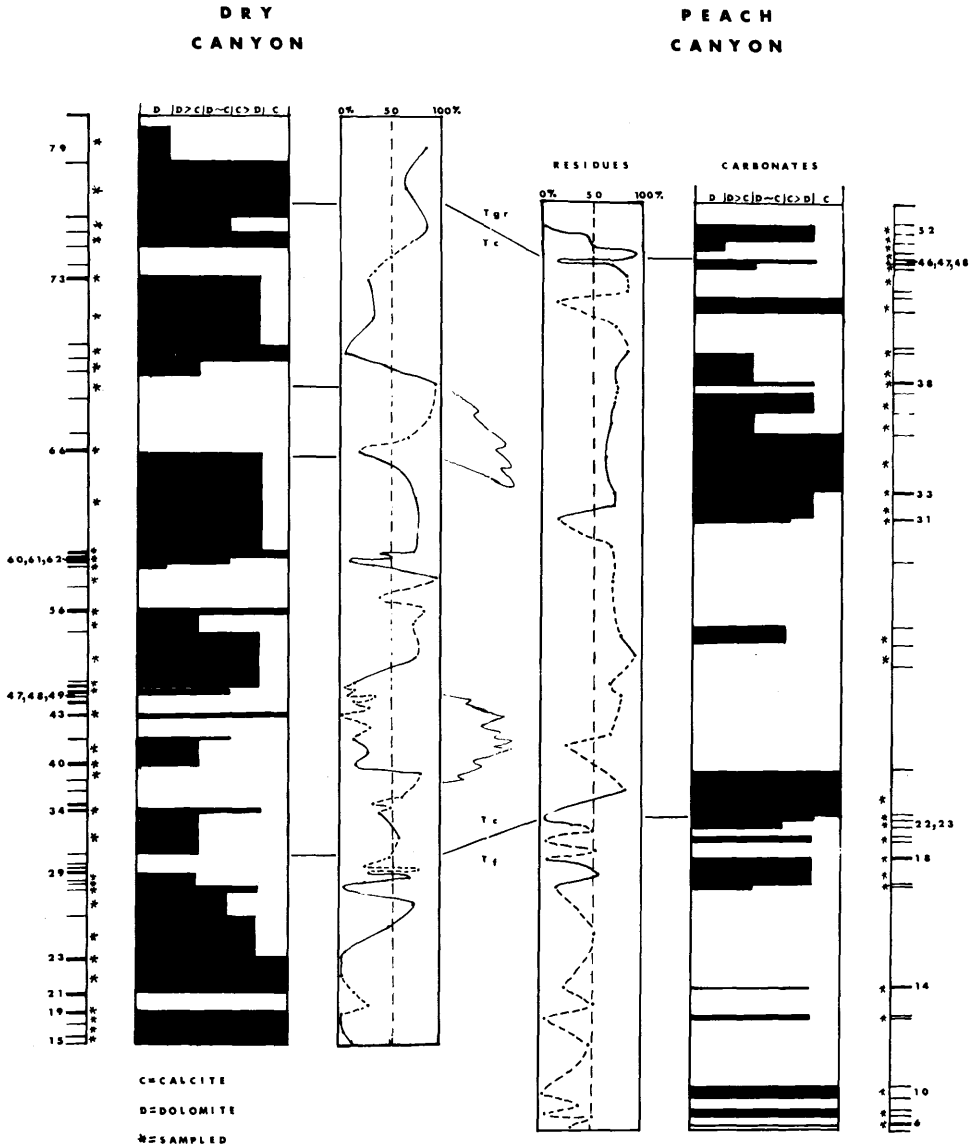 DRY
CANYON
PEACH
CANYON
D |D>C|D~C|C>D| C
0% 50 100%
RESIDUES
CARBONATES
0% 50 100%
D |D>C|D~C|C>D| C
79
73
66
60,61,62
56
47,48,49
43
40
34
29
23
21
19
15
Tgr
Tc
Tc
Tf
52
46,47,48
38
33
31
22,23
18
14
10
6
C=CALCITE
D=DOLOMITE
*=SAMPLED